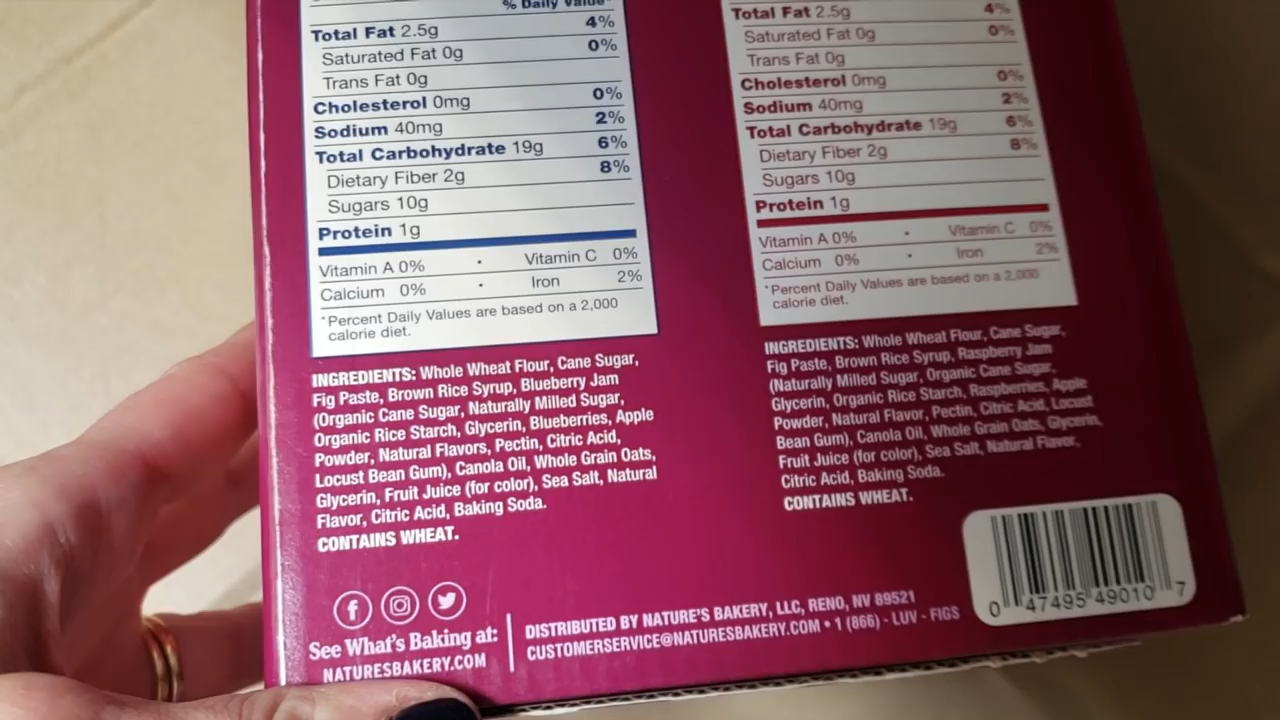 % Daily Value*
Total Fat 2.5g 4%
Saturated Fat 0g 0%
Trans Fat 0g
Cholesterol 0mg 0%
Sodium 40mg 2%
Total Carbohydrate 19g 6%
Dietary Fiber 2g 8%
Sugars 10g
Protein 1g
Vitamin A 0% • Vitamin C 0%
Calcium 0% • Iron 2%
*Percent Daily Values are based on a 2,000
calorie diet.
INGREDIENTS: Whole Wheat Flour, Cane Sugar,
Fig Paste, Brown Rice Syrup, Blueberry Jam
(Organic Cane Sugar, Naturally Milled Sugar,
Organic Rice Starch, Glycerin, Blueberries, Apple
Powder, Natural Flavors, Pectin, Citric Acid,
Locust Bean Gum), Canola Oil, Whole Grain Oats,
Glycerin, Fruit Juice (for color), Sea Salt, Natural
Flavor, Citric Acid, Baking Soda.
CONTAINS WHEAT.
Total Fat 2.5g 4%
Saturated Fat 0g 0%
Trans Fat 0g
Cholesterol 0mg 0%
Sodium 40mg 2%
Total Carbohydrate 19g 6%
Dietary Fiber 2g 8%
Sugars 10g
Protein 1g
Vitamin A 0% • Vitamin C 0%
Calcium 0% • Iron 2%
*Percent Daily Values are based on a 2,000
calorie diet.
INGREDIENTS: Whole Wheat Flour, Cane Sugar,
Fig Paste, Brown Rice Syrup, Raspberry Jam
(Naturally Milled Sugar, Organic Cane Sugar,
Glycerin, Organic Rice Starch, Raspberries, Apple
Powder, Natural Flavor, Pectin, Citric Acid, Locust
Bean Gum), Canola Oil, Whole Grain Oats, Glycerin,
Fruit Juice (for color), Sea Salt, Natural Flavor,
Citric Acid, Baking Soda.
CONTAINS WHEAT.
See What's Baking at:
NATURESBAKERY.COM
DISTRIBUTED BY NATURE'S BAKERY, LLC, RENO, NV 89521
CUSTOMERSERVICE@NATURESBAKERY.COM • 1 (866) - LUV - FIGS
0 47495 49010 7